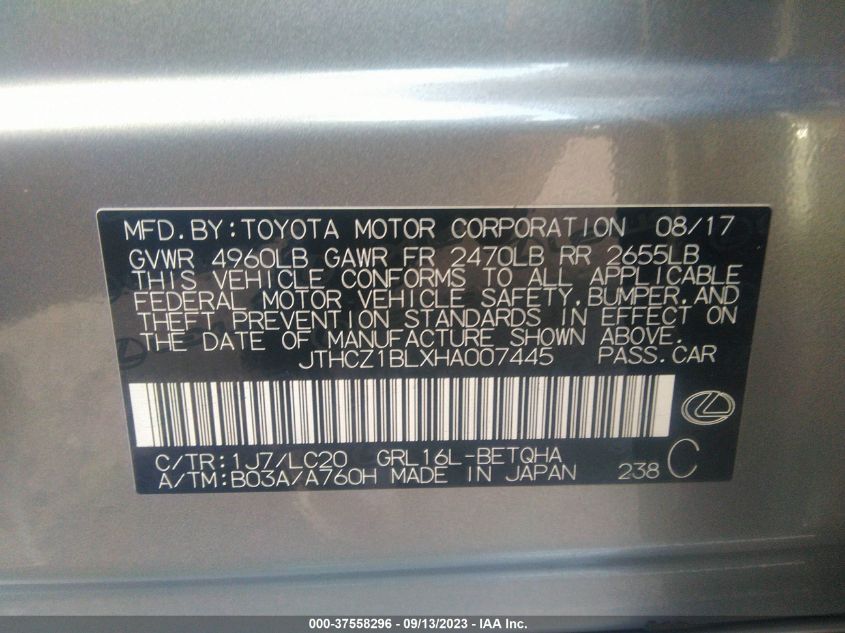 MFD.BY:TOYOTA MOTOR CORPORATION 08/17
GVWR 4960LB GAWR FR 2470LB RR 2655LB
THIS VEHICLE CONFORMS TO ALL APPLICABLE
FEDERAL MOTOR VEHICLE SAFETY,BUMPER,AND
THEFT PREVENTION STANDARDS IN EFFECT ON
THE DATE OF MANUFACTURE SHOWN ABOVE.
JTHCZ1BLXHA007445 PASS.CAR
C/TR:1J7/LC20 GRL16L-BETQHA
A/TM:B03A/A760H MADE IN JAPAN 238 C
000-37558296 - 09/13/2023 - IAA Inc.